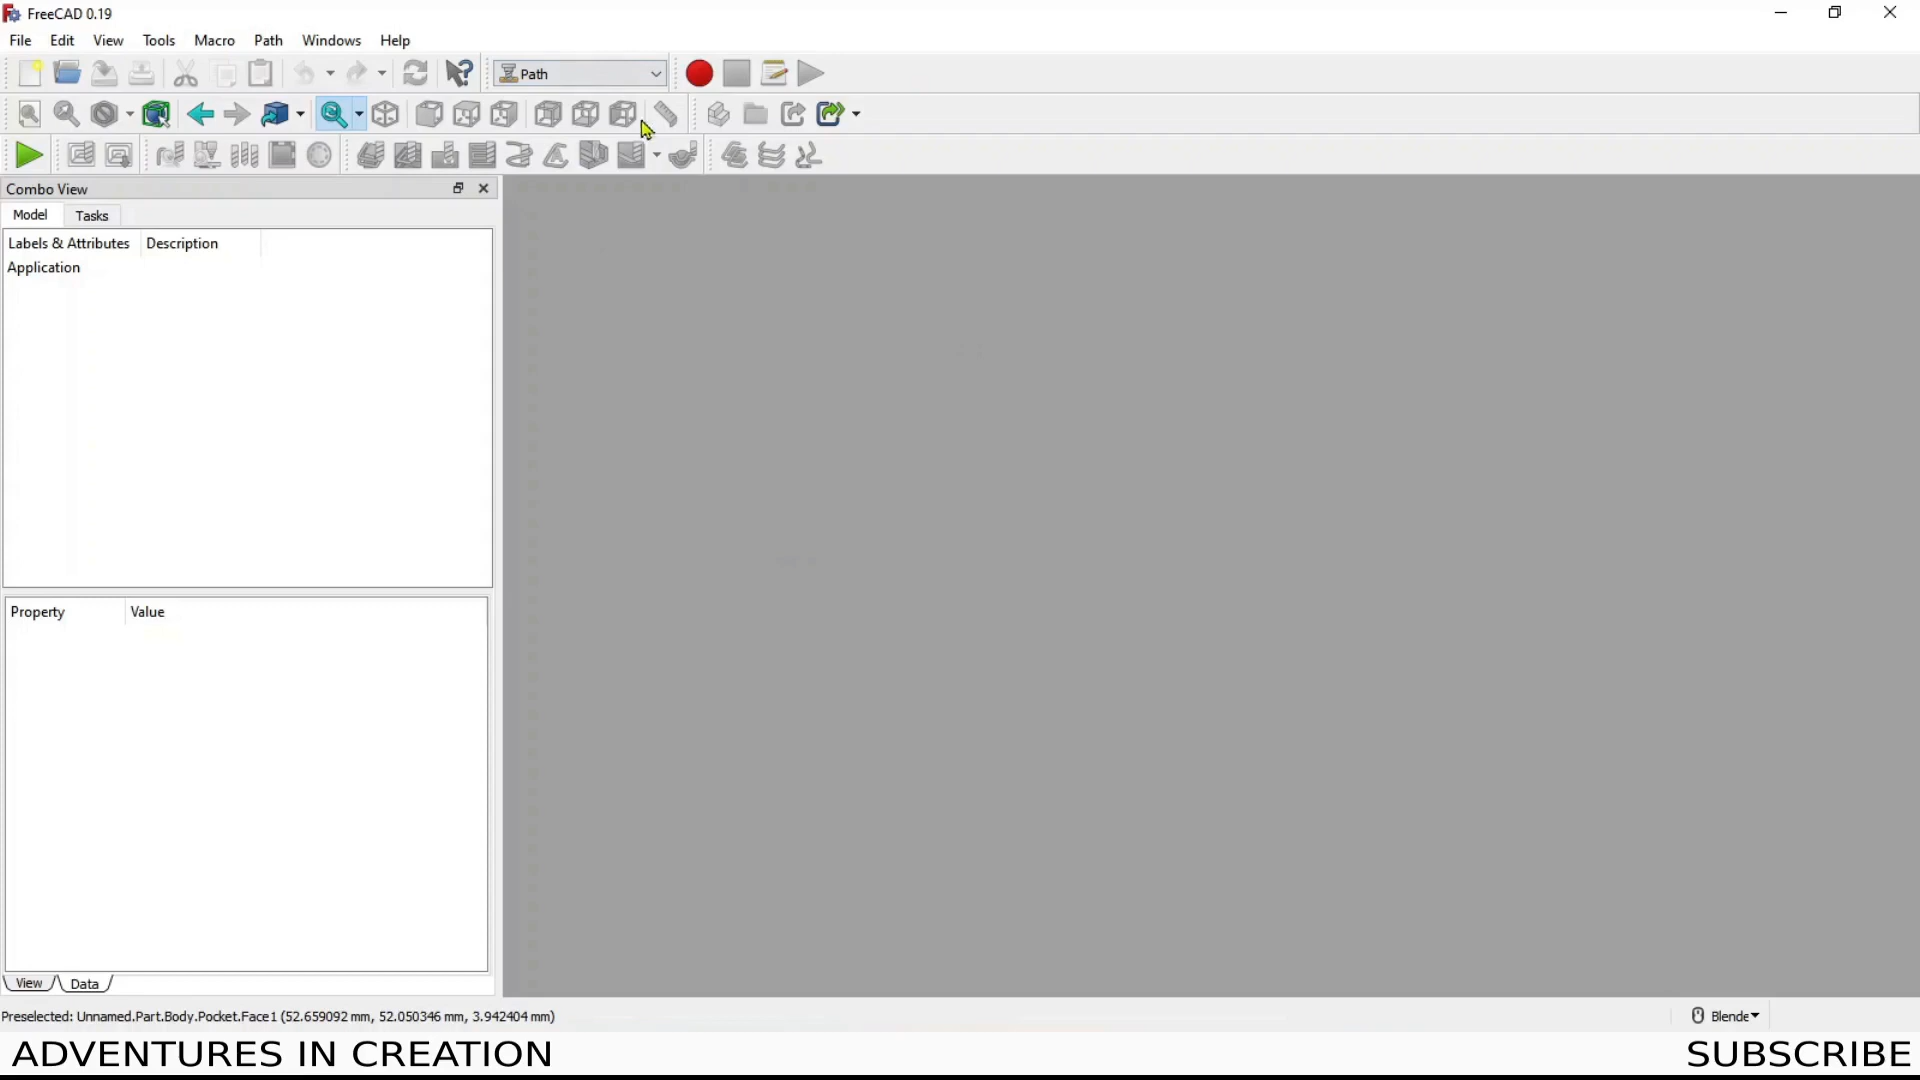 FreeCAD 0.19
File Edit View Tools Macro Path Windows Help
Path
Combo View
Model Tasks
Labels & Attributes Description
Application
Property Value
View Data
Preselected: Unnamed.Part.Body.Pocket.Face1 (52.659092 mm, 52.050346 mm, 3.942404 mm)
Blende
ADVENTURES IN CREATION
SUBSCRIBE